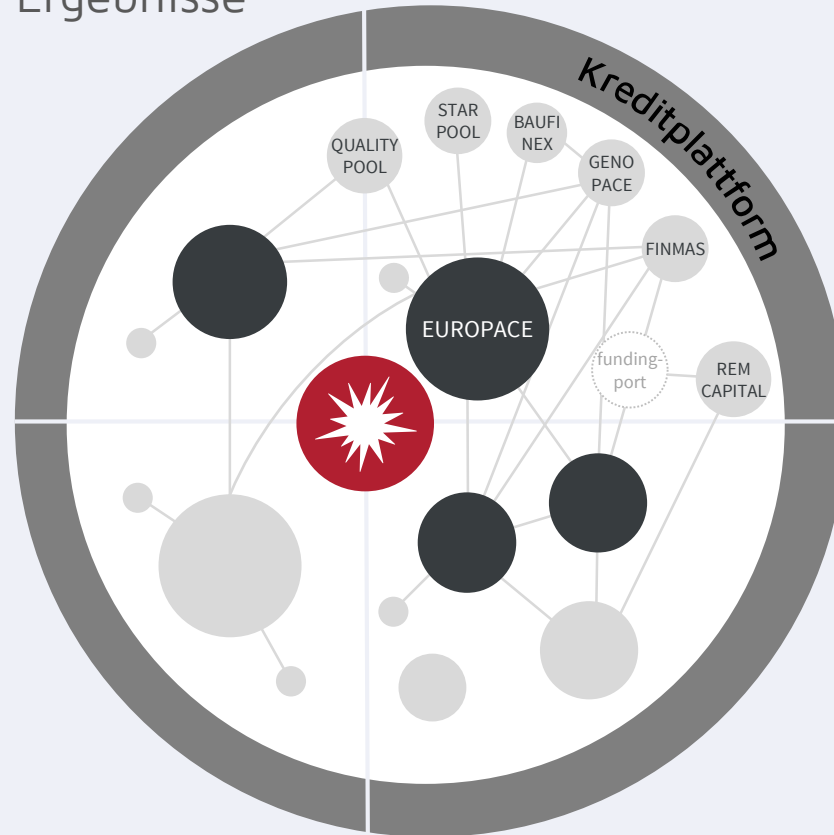 Ergebnisse
Kreditplattform
STAR
POOL
BAUFI
NEX
QUALITY
POOL
GENO
PACE
FINMAS
EUROPACE
funding-
port
REM
CAPITAL